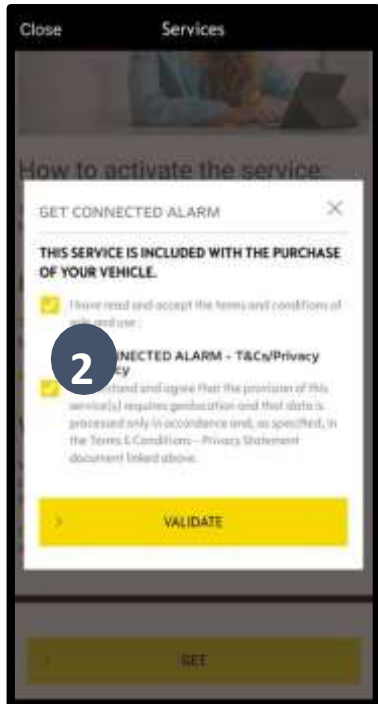 Close Services
How to activate the service:
GET CONNECTED ALARM ×
THIS SERVICE IS INCLUDED WITH THE PURCHASE
OF YOUR VEHICLE.
I have read and accept the terms and conditions of
sale and use :
2
NNECTED ALARM - T&Cs/Privacy
cy
stand and agree that the provision of this
service(s) requires geolocation and that data is
processed only in accordance and, as specified, in
the Terms & Conditions - Privacy Statement
document linked above.
> VALIDATE
> GET